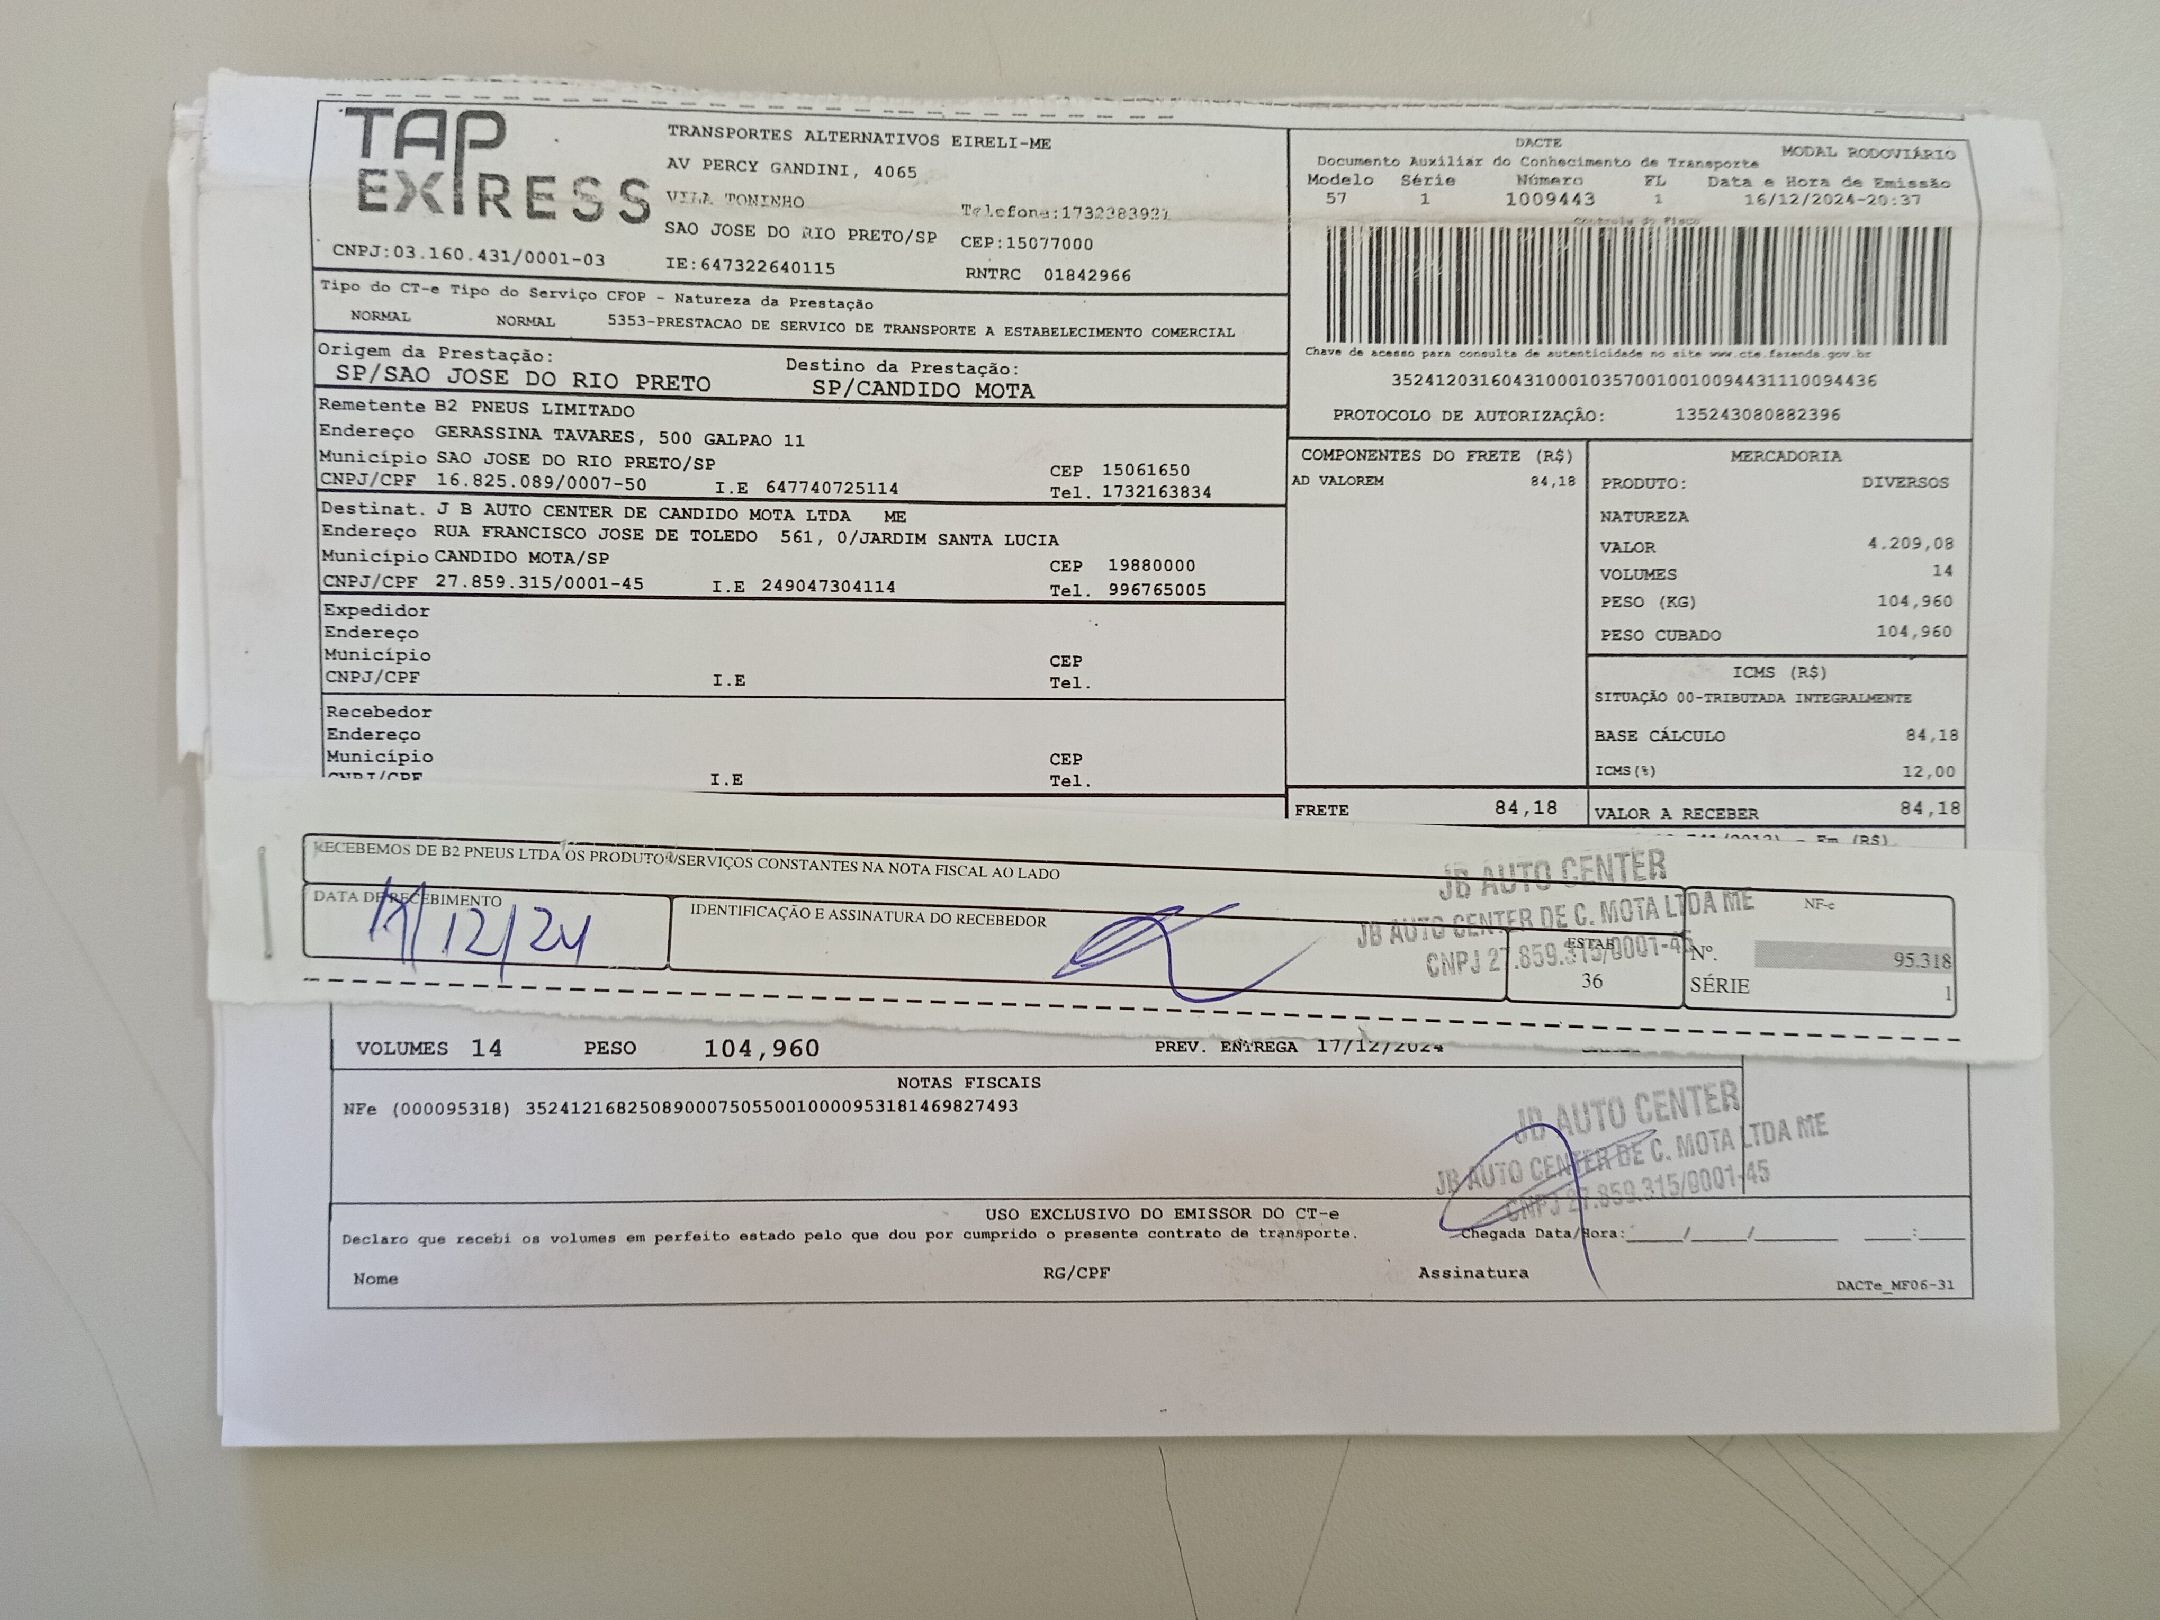 TAP
EXPRESS
TRANSPORTES ALTERNATIVOS EIRELI-ME
AV PERCY GANDINI, 4065
VILA TONINHO
Telefone:1732383921
SAO JOSE DO RIO PRETO/SP CEP:15077000
CNPJ:03.160.431/0001-03 IE:647322640115 RNTRC 01842966
DACTE
MODAL RODOVIÁRIO
Documento Auxiliar do Conhecimento de Transporte
Modelo Série Número FL Data e Hora de Emissão
57 1 1009443 1 16/12/2024-20:37
Controle do Fisco
Chave de acesso para consulta de autenticidade no site www.cte.fazenda.gov.br
35241203160431000103570010010094431110094436
PROTOCOLO DE AUTORIZAÇÃO: 135243080882396
Tipo do CT-e Tipo do Serviço CFOP - Natureza da Prestação
NORMAL NORMAL 5353-PRESTACAO DE SERVICO DE TRANSPORTE A ESTABELECIMENTO COMERCIAL
Origem da Prestação: Destino da Prestação:
SP/SAO JOSE DO RIO PRETO SP/CANDIDO MOTA
Remetente B2 PNEUS LIMITADO
Endereço GERASSINA TAVARES, 500 GALPAO 11
Município SAO JOSE DO RIO PRETO/SP CEP 15061650
CNPJ/CPF 16.825.089/0007-50 I.E 647740725114 Tel. 1732163834
Destinat. J B AUTO CENTER DE CANDIDO MOTA LTDA ME
Endereço RUA FRANCISCO JOSE DE TOLEDO 561, 0/JARDIM SANTA LUCIA
Município CANDIDO MOTA/SP CEP 19880000
CNPJ/CPF 27.859.315/0001-45 I.E 249047304114 Tel. 996765005
Expedidor
Endereço
Município CEP
CNPJ/CPF I.E Tel.
Recebedor
Endereço
Município CEP
CNPJ/CPF I.E Tel.
COMPONENTES DO FRETE (R$)
AD VALOREM 84,18
FRETE 84,18
MERCADORIA
PRODUTO: DIVERSOS
NATUREZA
VALOR 4.209,08
VOLUMES 14
PESO (KG) 104,960
PESO CUBADO 104,960
ICMS (R$)
SITUAÇÃO 00-TRIBUTADA INTEGRALMENTE
BASE CÁLCULO 84,18
ICMS(%) 12,00
VALOR A RECEBER 84,18
RECEBEMOS DE B2 PNEUS LTDA OS PRODUTOS/SERVIÇOS CONSTANTES NA NOTA FISCAL AO LADO
DATA DE RECEBIMENTO
17/12/24
IDENTIFICAÇÃO E ASSINATURA DO RECEBEDOR
JB AUTO CENTER
JB AUTO CENTER DE C. MOTA LTDA ME
CNPJ 27.859.315/0001-45
ESTAB
36
NF-e
Nº. 95.318
SÉRIE 1
VOLUMES 14 PESO 104,960 PREV. ENTREGA 17/12/2024
NOTAS FISCAIS
NFe (000095318) 35241216825089000750550010000953181469827493
JB AUTO CENTER
JB AUTO CENTER DE C. MOTA LTDA ME
CNPJ 27.859.315/0001-45
USO EXCLUSIVO DO EMISSOR DO CT-e
Declaro que recebi os volumes em perfeito estado pelo que dou por cumprido o presente contrato de transporte. Chegada Data/Hora:_____/_____/________ _____:_____
Nome RG/CPF Assinatura DACTe_MF06-31